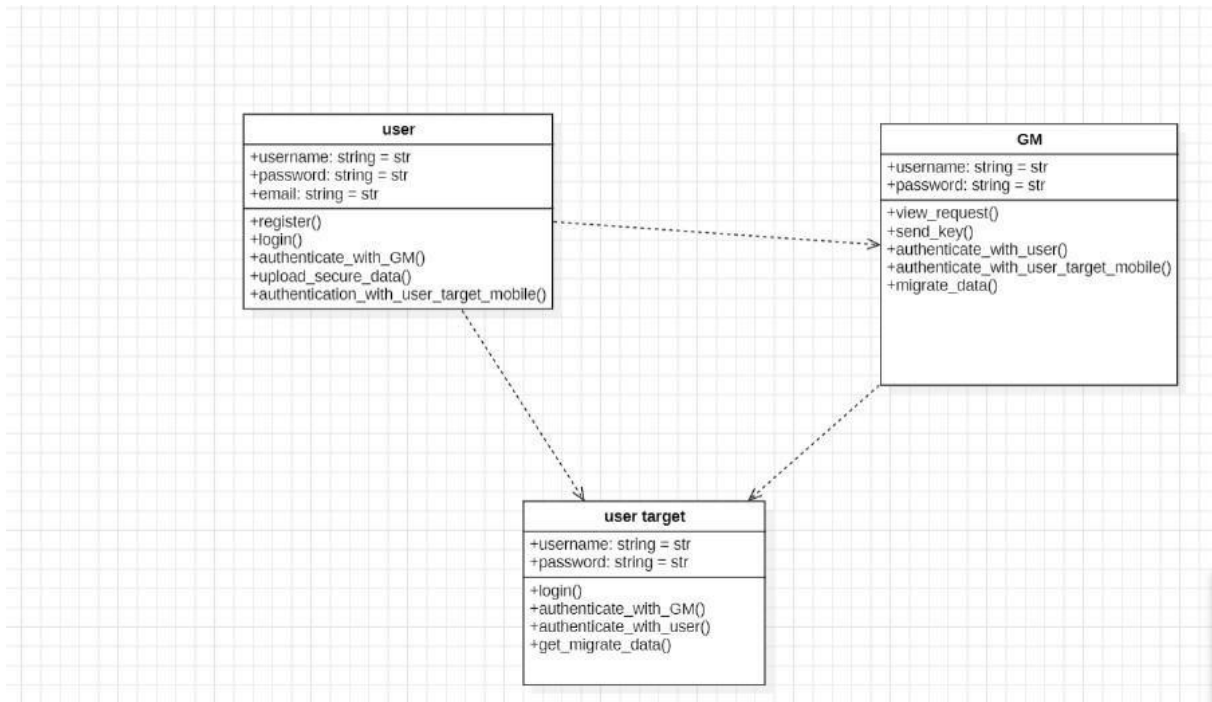 user
+username: string = str
+password: string = str
+email: string = str
+register()
+login()
+authenticate_with_GM()
+upload_secure_data()
+authentication_with_user_target_mobile()
GM
+username: string = str
+password: string = str
+view_request()
+send_key()
+authenticate_with_user()
+authenticate_with_user_target_mobile()
+migrate_data()
user target
+username: string = str
+password: string = str
+login()
+authenticate_with_GM()
+authenticate_with_user()
+get_migrate_data()